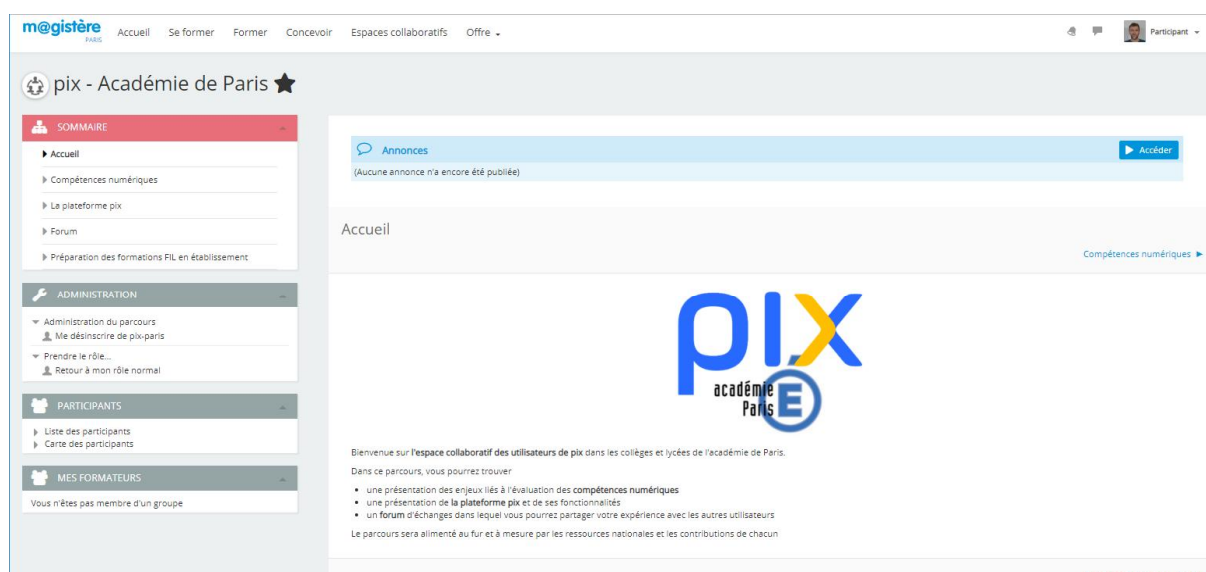 m@gistère
PARIS
Accueil Se former Former Concevoir Espaces collaboratifs Offre
Participant
pix - Académie de Paris
SOMMAIRE
Accueil
Compétences numériques
La plateforme pix
Forum
Préparation des formations FIL en établissement
ADMINISTRATION
Administration du parcours
Me désinscrire de pix-paris
Prendre le rôle...
Retour à mon rôle normal
PARTICIPANTS
Liste des participants
Carte des participants
MES FORMATEURS
Vous n'êtes pas membre d'un groupe
Annonces
Accéder
(Aucune annonce n'a encore été publiée)
Accueil
Compétences numériques
pix
académie
Paris
É
Bienvenue sur l'espace collaboratif des utilisateurs de pix dans les collèges et lycées de l'académie de Paris.
Dans ce parcours, vous pourrez trouver
• une présentation des enjeux liés à l'évaluation des compétences numériques
• une présentation de la plateforme pix et de ses fonctionnalités
• un forum d'échanges dans lequel vous pourrez partager votre expérience avec les autres utilisateurs
Le parcours sera alimenté au fur et à mesure par les ressources nationales et les contributions de chacun